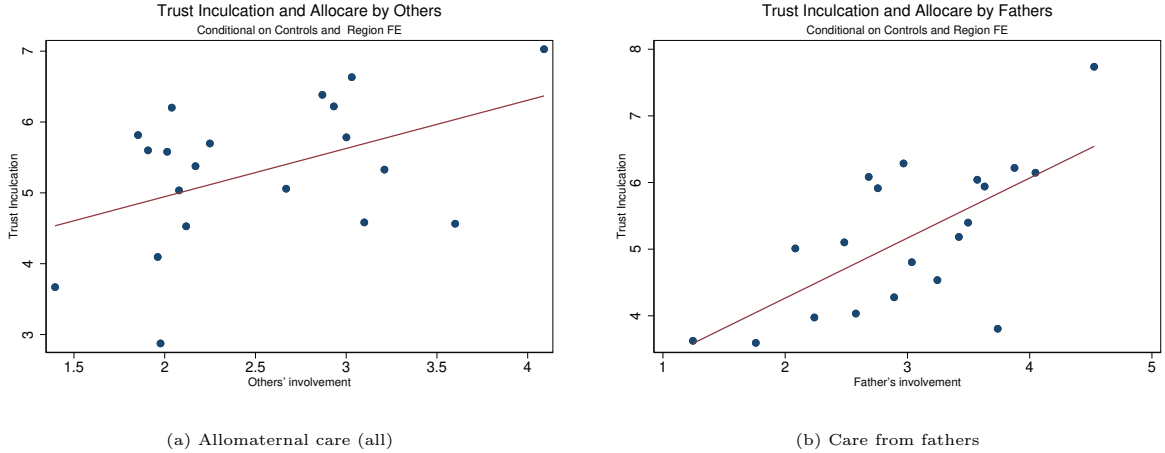 Trust Inculcation and Allocare by Others
Conditional on Controls and Region FE
Trust Inculcation
7
6
5
4
3
1.5
2
2.5
3
3.5
4
Others' involvement
(a) Allomaternal care (all)
Trust Inculcation and Allocare by Fathers
Conditional on Controls and Region FE
Trust Inculcation
8
7
6
5
4
1
2
3
4
5
Father's involvement
(b) Care from fathers